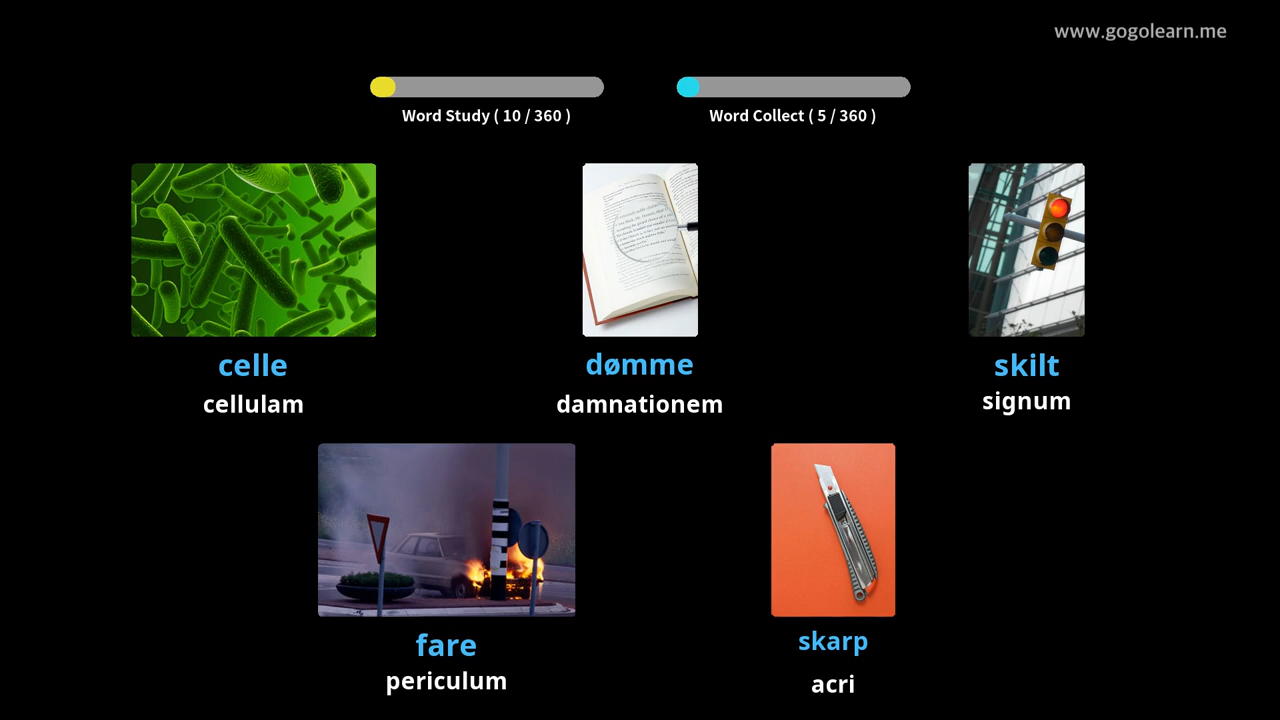 www.gogolearn.me
Word Study ( 10 / 360 )
Word Collect ( 5 / 360 )
celle
cellulam
dømme
damnationem
skilt
signum
fare
periculum
skarp
acri